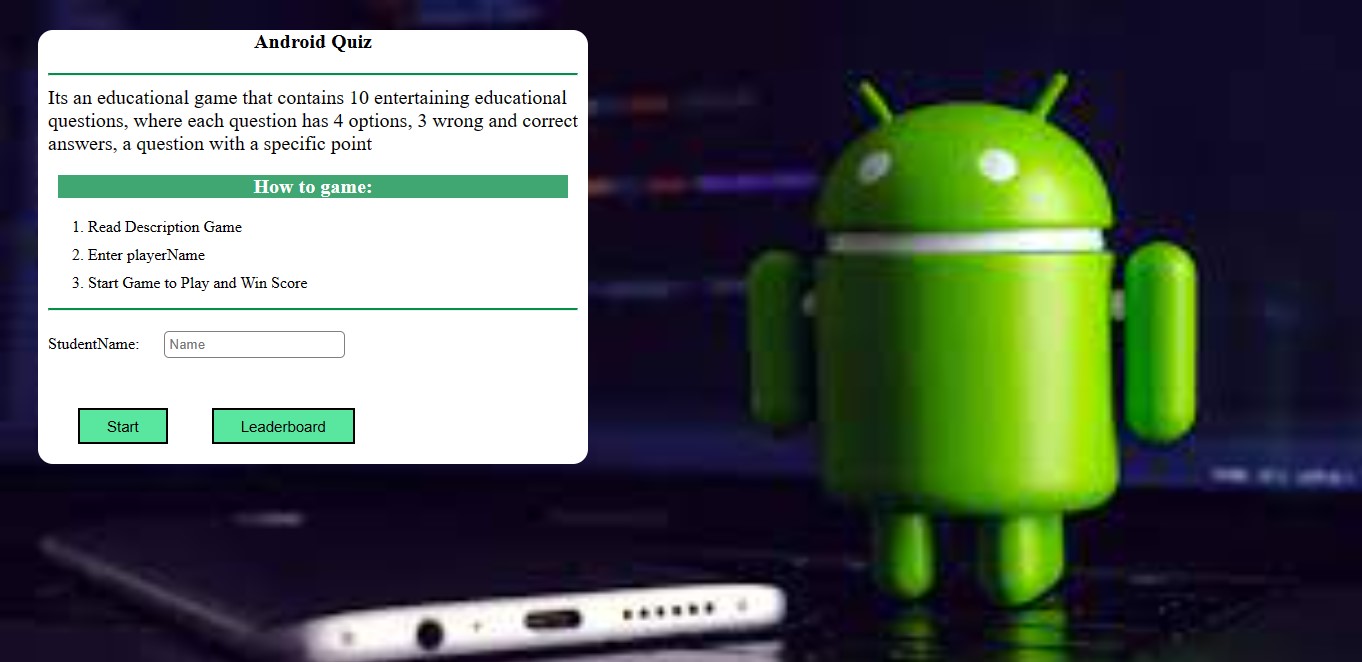 Android Quiz
Its an educational game that contains 10 entertaining educational
questions, where each question has 4 options, 3 wrong and correct
answers, a question with a specific point
How to game:
1. Read Description Game
2. Enter playerName
3. Start Game to Play and Win Score
StudentName: Name
Start Leaderboard